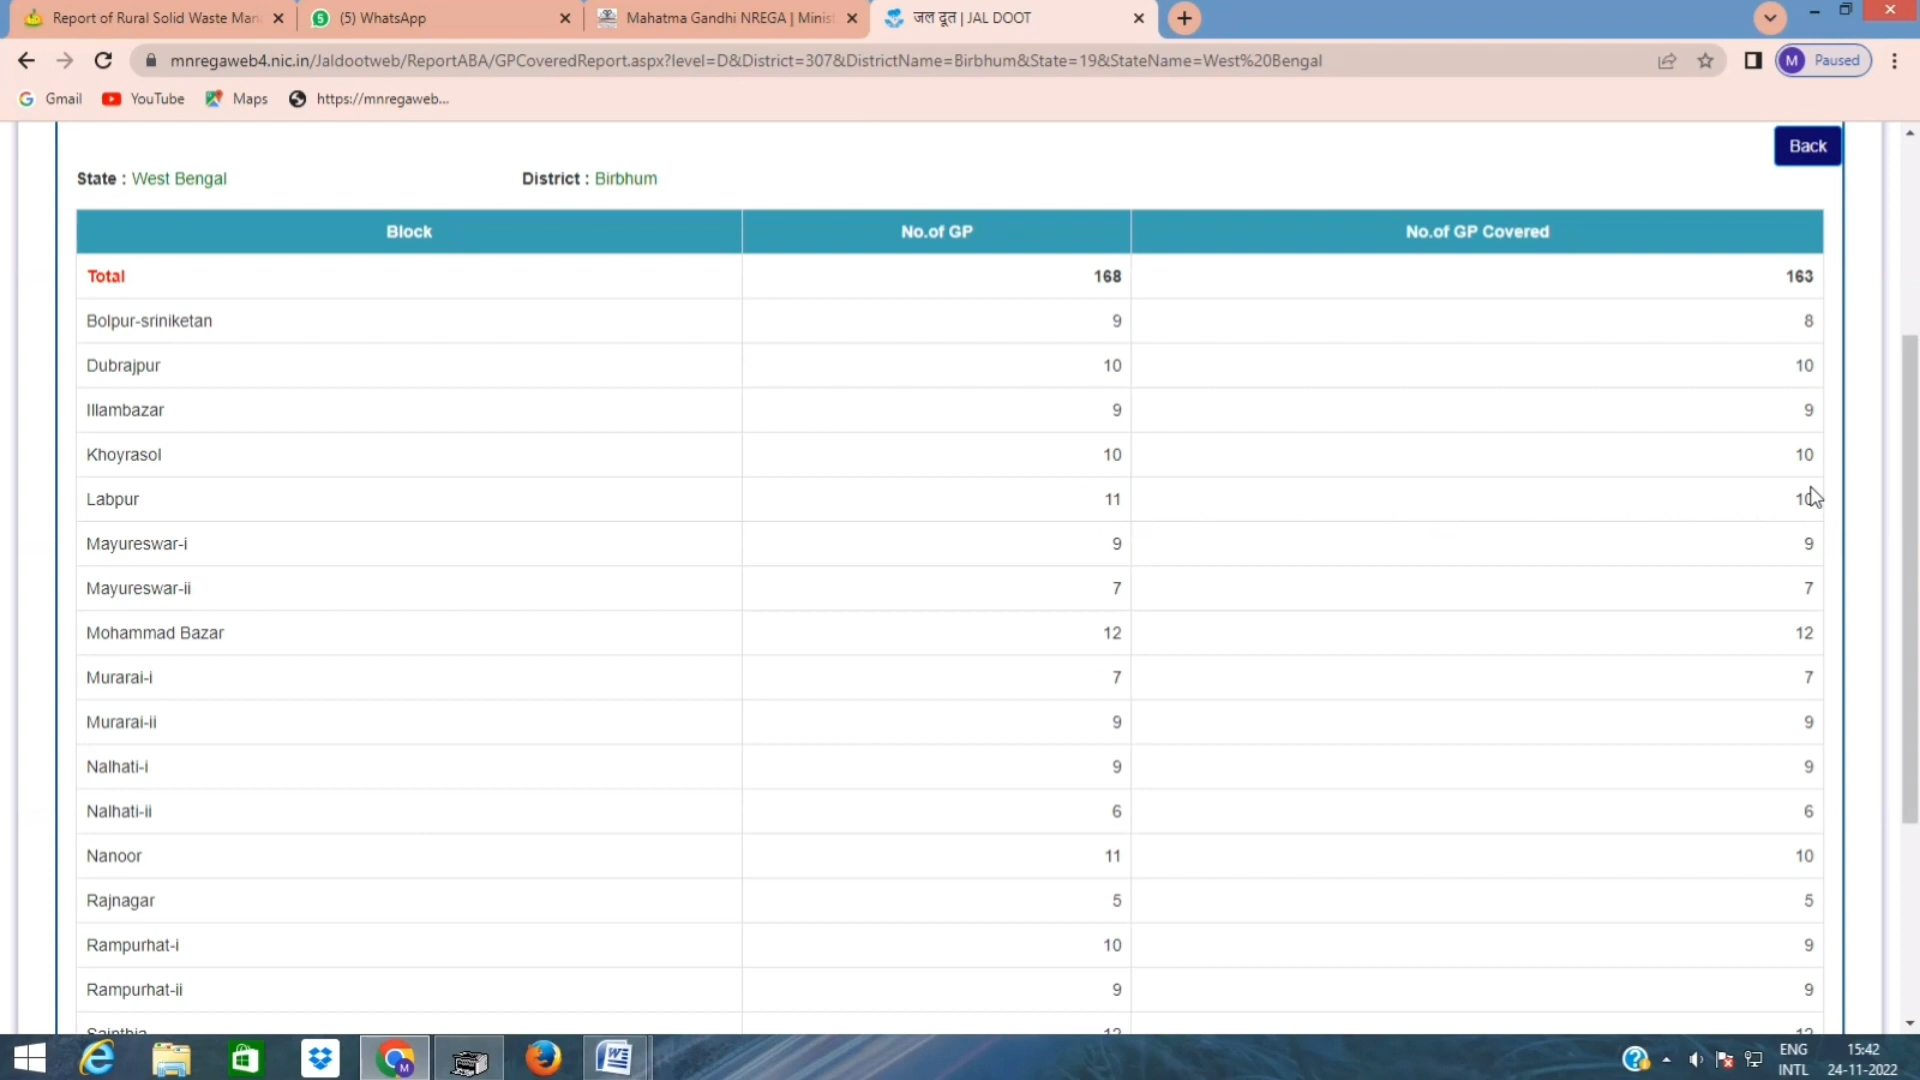 Report of Rural Solid Waste Man
(5) WhatsApp
Mahatma Gandhi NREGA | Minist
जल दूत | JAL DOOT
mnregaweb4.nic.in/Jaldootweb/ReportABA/GPCoveredReport.aspx?level=D&District=307&DistrictName=Birbhum&State=19&StateName=West%20Bengal
M Paused
Gmail YouTube Maps https://mnregaweb...
Back
State : West Bengal District : Birbhum
Block No.of GP No.of GP Covered
Total 168 163
Bolpur-sriniketan 9 8
Dubrajpur 10 10
Illambazar 9 9
Khoyrasol 10 10
Labpur 11 10
Mayureswar-i 9 9
Mayureswar-ii 7 7
Mohammad Bazar 12 12
Murarai-i 7 7
Murarai-ii 9 9
Nalhati-i 9 9
Nalhati-ii 6 6
Nanoor 11 10
Rajnagar 5 5
Rampurhat-i 10 9
Rampurhat-ii 9 9
Sainthia 12 12
ENG 15:42
INTL 24-11-2022